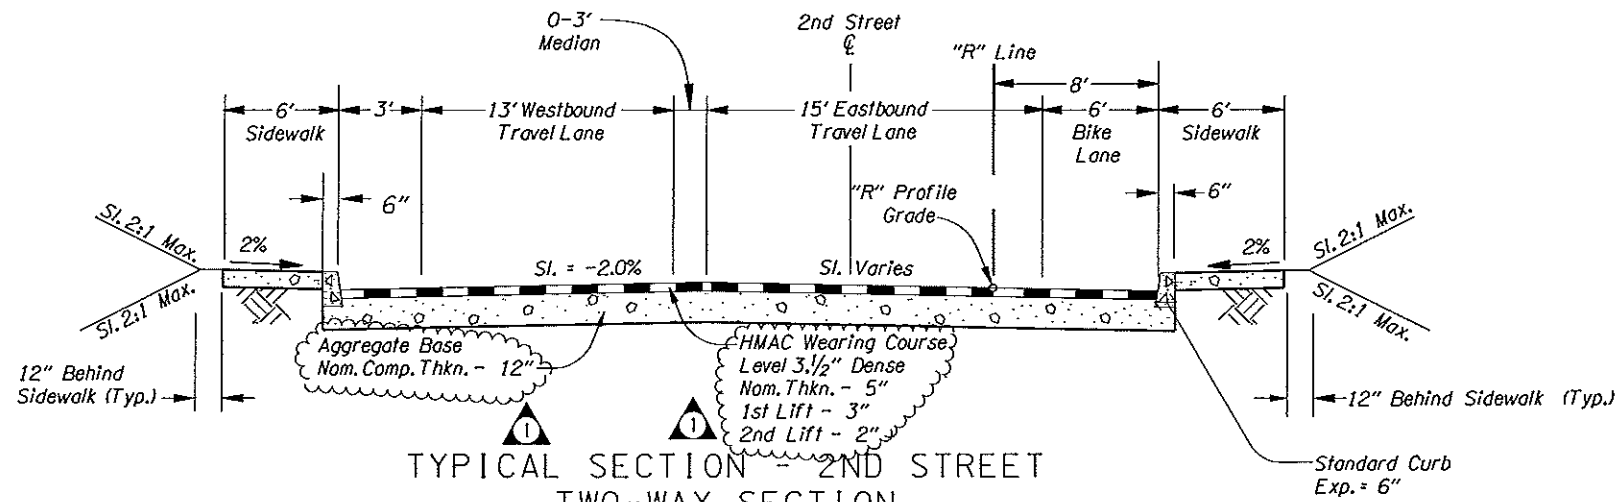 0-3'
Median
2nd Street
℄
"R" Line
8'
6'
Sidewalk
3'
13' Westbound
Travel Lane
15' Eastbound
Travel Lane
6'
Bike
Lane
6'
Sidewalk
6"
"R" Profile
Grade
6"
Sl. 2:1 Max.
2%
Sl. = -2.0%
Sl. Varies
2%
Sl. 2:1 Max.
Sl. 2:1 Max.
Sl. 2:1 Max.
Aggregate Base
Nom. Comp. Thkn. - 12"
HMAC Wearing Course
Level 3, 1/2" Dense
Nom. Thkn. - 5"
1st Lift - 3"
2nd Lift - 2"
12" Behind
Sidewalk (Typ.)
12" Behind Sidewalk (Typ.)
1
1
TYPICAL SECTION - 2ND STREET
TWO-WAY SECTION
Standard Curb
Exp. = 6"